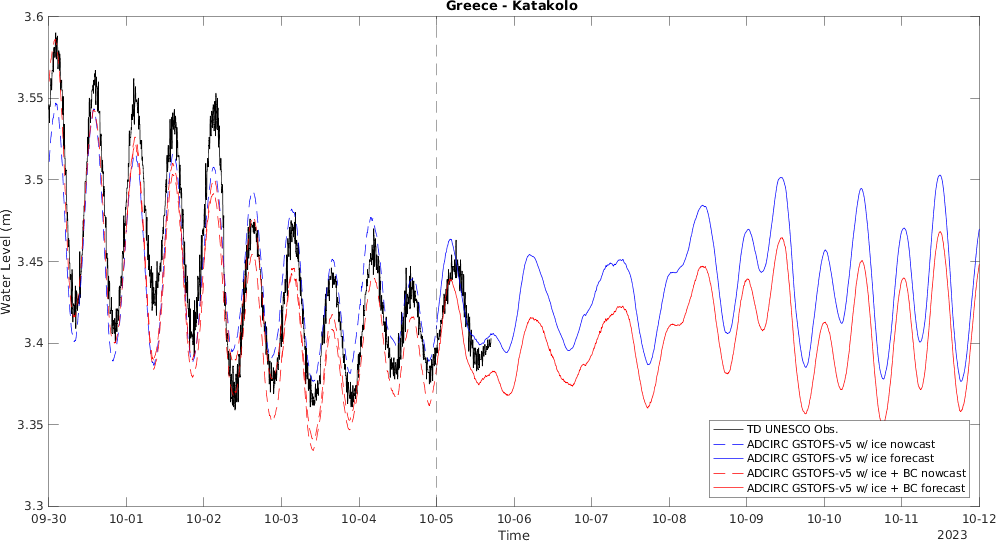 Greece - Katakolo
Water Level (m)
3.6
3.55
3.5
3.45
3.4
3.35
3.3
TD UNESCO Obs.
ADCIRC GSTOFS-v5 w/ ice nowcast
ADCIRC GSTOFS-v5 w/ ice forecast
ADCIRC GSTOFS-v5 w/ ice + BC nowcast
ADCIRC GSTOFS-v5 w/ ice + BC forecast
09-30 10-01 10-02 10-03 10-04 10-05 10-06 10-07 10-08 10-09 10-10 10-11 10-12
Time
2023